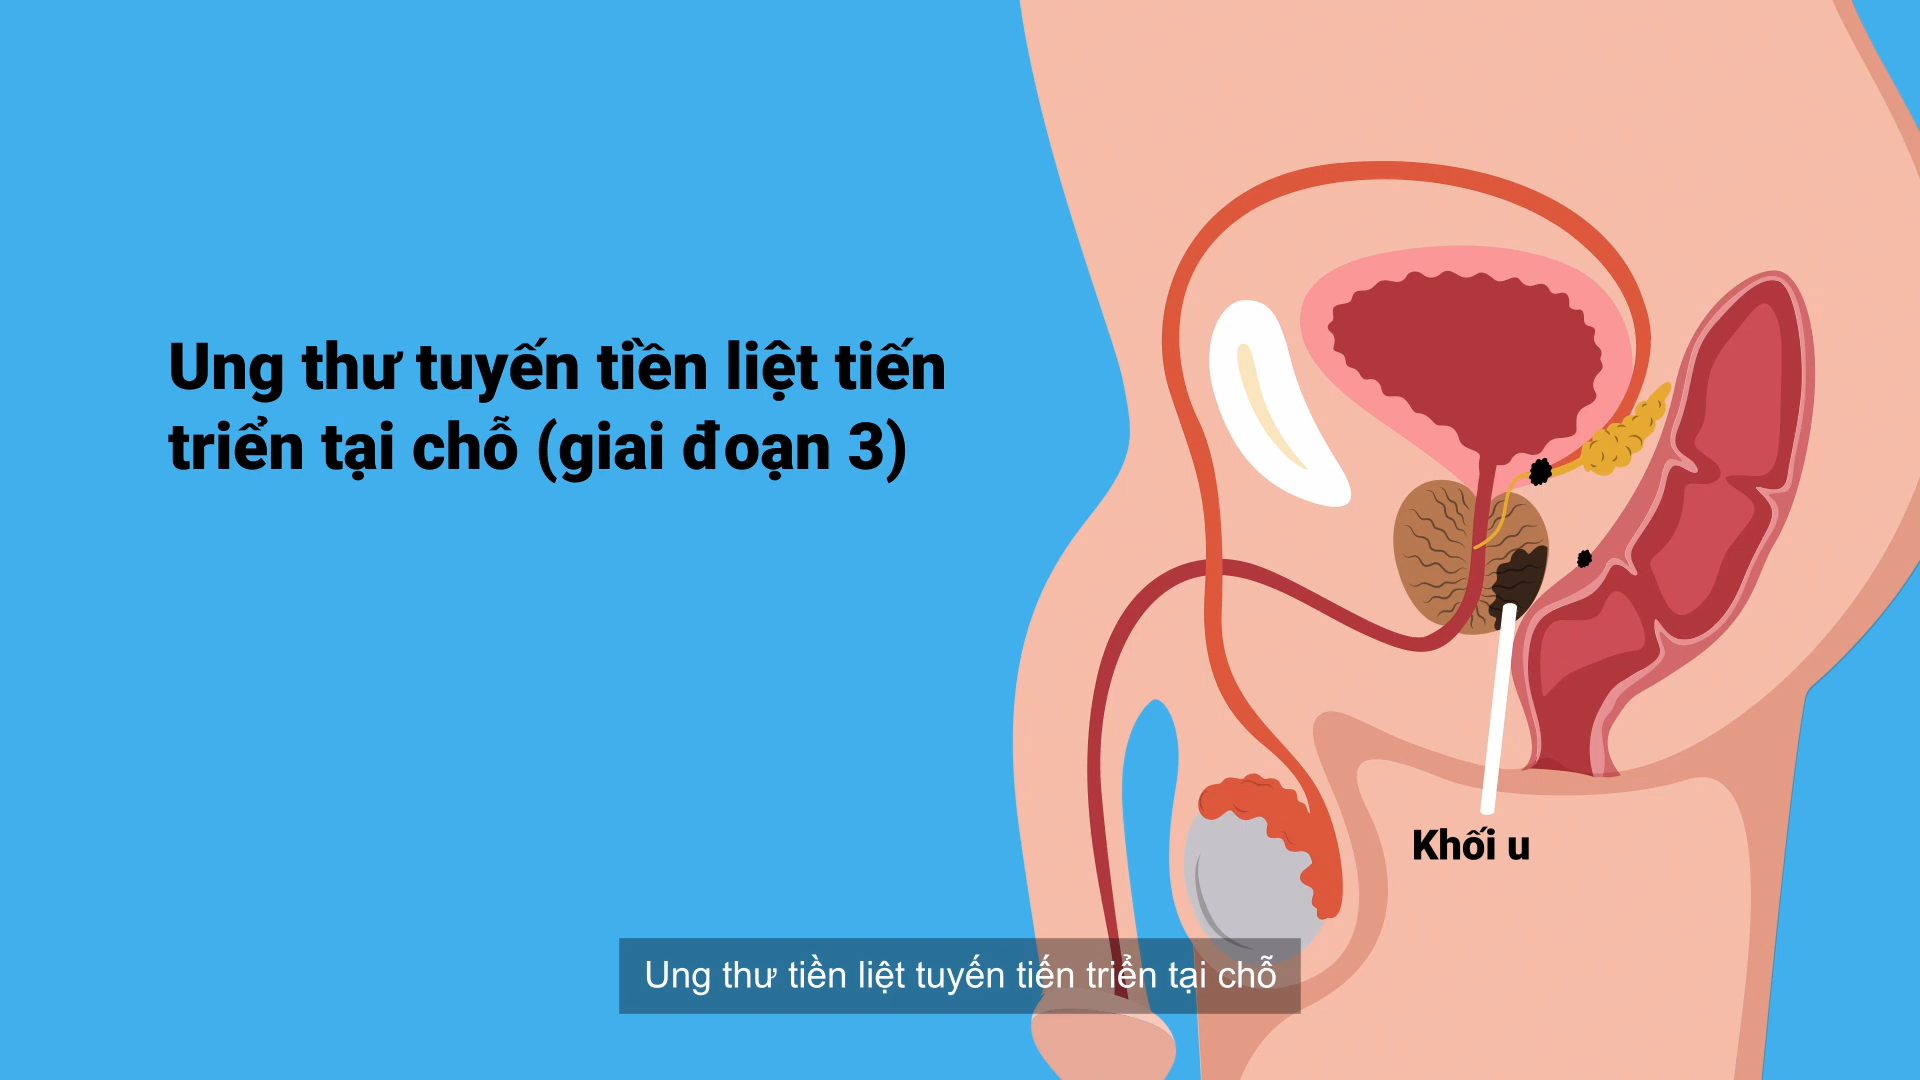 Ung thư tuyến tiền liệt tiến
triển tại chỗ (giai đoạn 3)
Khối u
Ung thư tiền liệt tuyến tiến triển tại chỗ